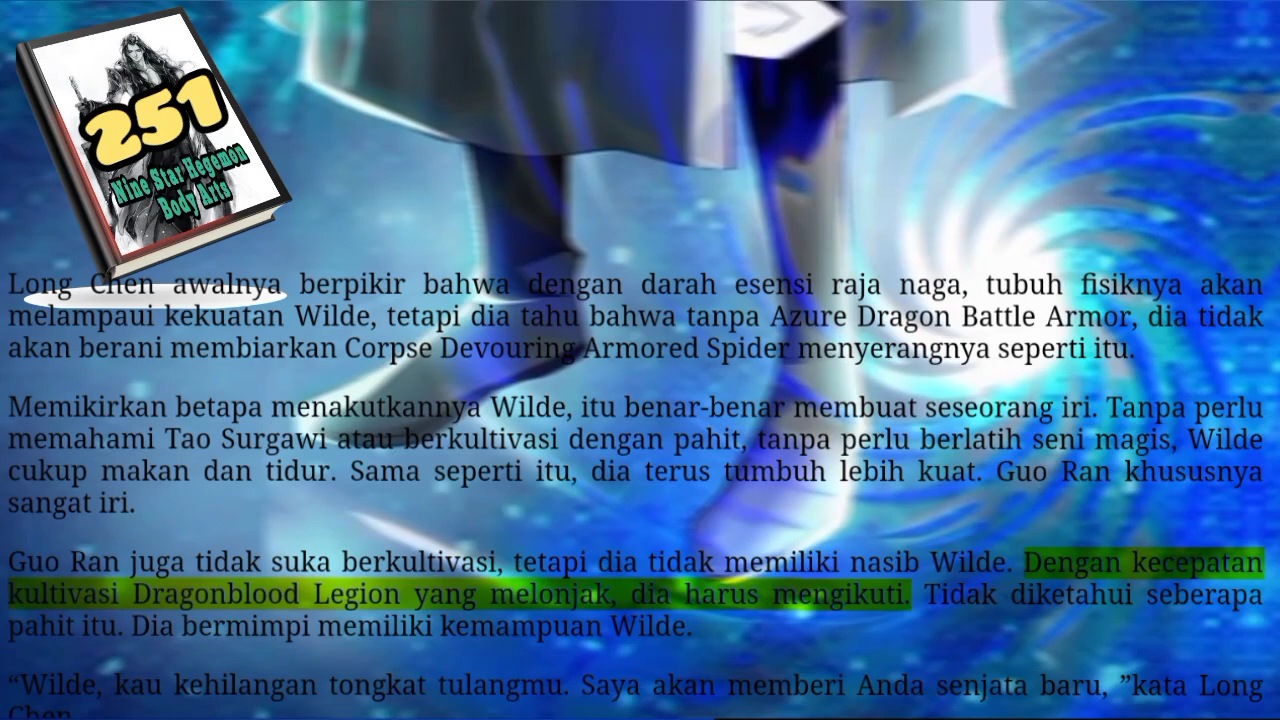 251
Nine Star Hegemon
Body Arts
Long Chen awalnya berpikir bahwa dengan darah esensi raja naga, tubuh fisiknya akan
melampaui kekuatan Wilde, tetapi dia tahu bahwa tanpa Azure Dragon Battle Armor, dia tidak
akan berani membiarkan Corpse Devouring Armored Spider menyerangnya seperti itu.
Memikirkan betapa menakutkannya Wilde, itu benar-benar membuat seseorang iri. Tanpa perlu
memahami Tao Surgawi atau berkultivasi dengan pahit, tanpa perlu berlatih seni magis, Wilde
cukup makan dan tidur. Sama seperti itu, dia terus tumbuh lebih kuat. Guo Ran khususnya
sangat iri.
Guo Ran juga tidak suka berkultivasi, tetapi dia tidak memiliki nasib Wilde. Dengan kecepatan
kultivasi Dragonblood Legion yang melonjak, dia harus mengikuti. Tidak diketahui seberapa
pahit itu. Dia bermimpi memiliki kemampuan Wilde.
“Wilde, kau kehilangan tongkat tulangmu. Saya akan memberi Anda senjata baru, ”kata Long
Chen